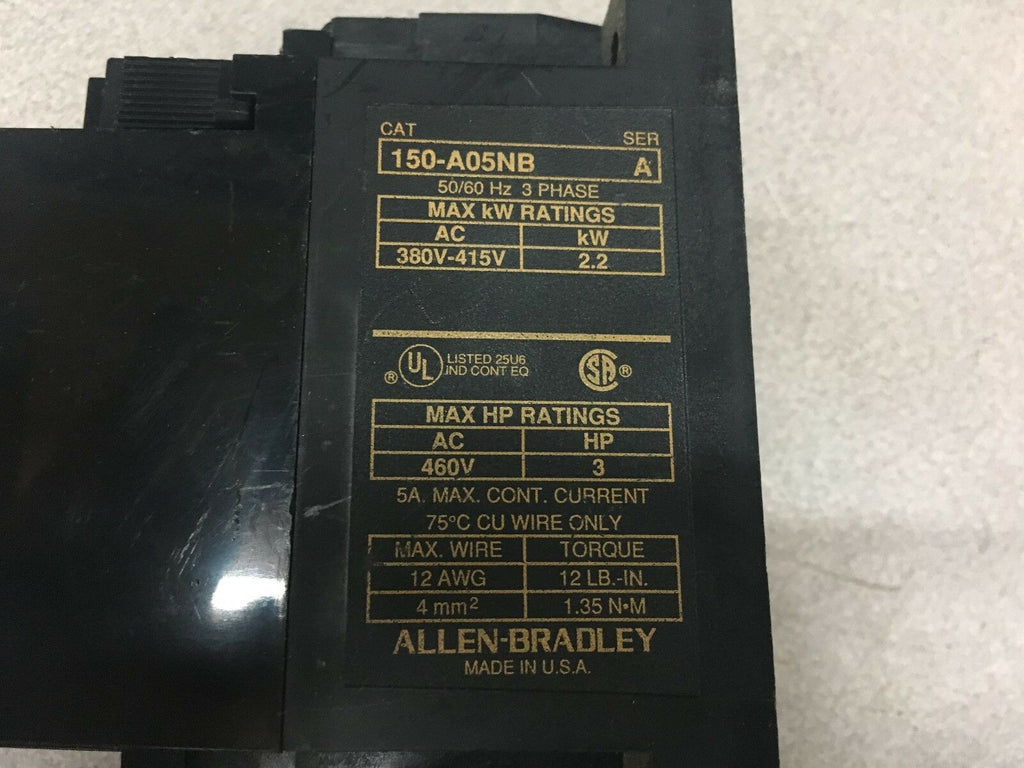 CAT SER
150-A05NB A
50/60 Hz 3 PHASE
MAX kW RATINGS
AC kW
380V-415V 2.2
® UL LISTED 25U6 SA ®
IND CONT EQ
MAX HP RATINGS
AC HP
460V 3
5A. MAX. CONT. CURRENT
75°C CU WIRE ONLY
MAX. WIRE TORQUE
12 AWG 12 LB.-IN.
4 mm² 1.35 N•M
ALLEN-BRADLEY
MADE IN U.S.A.